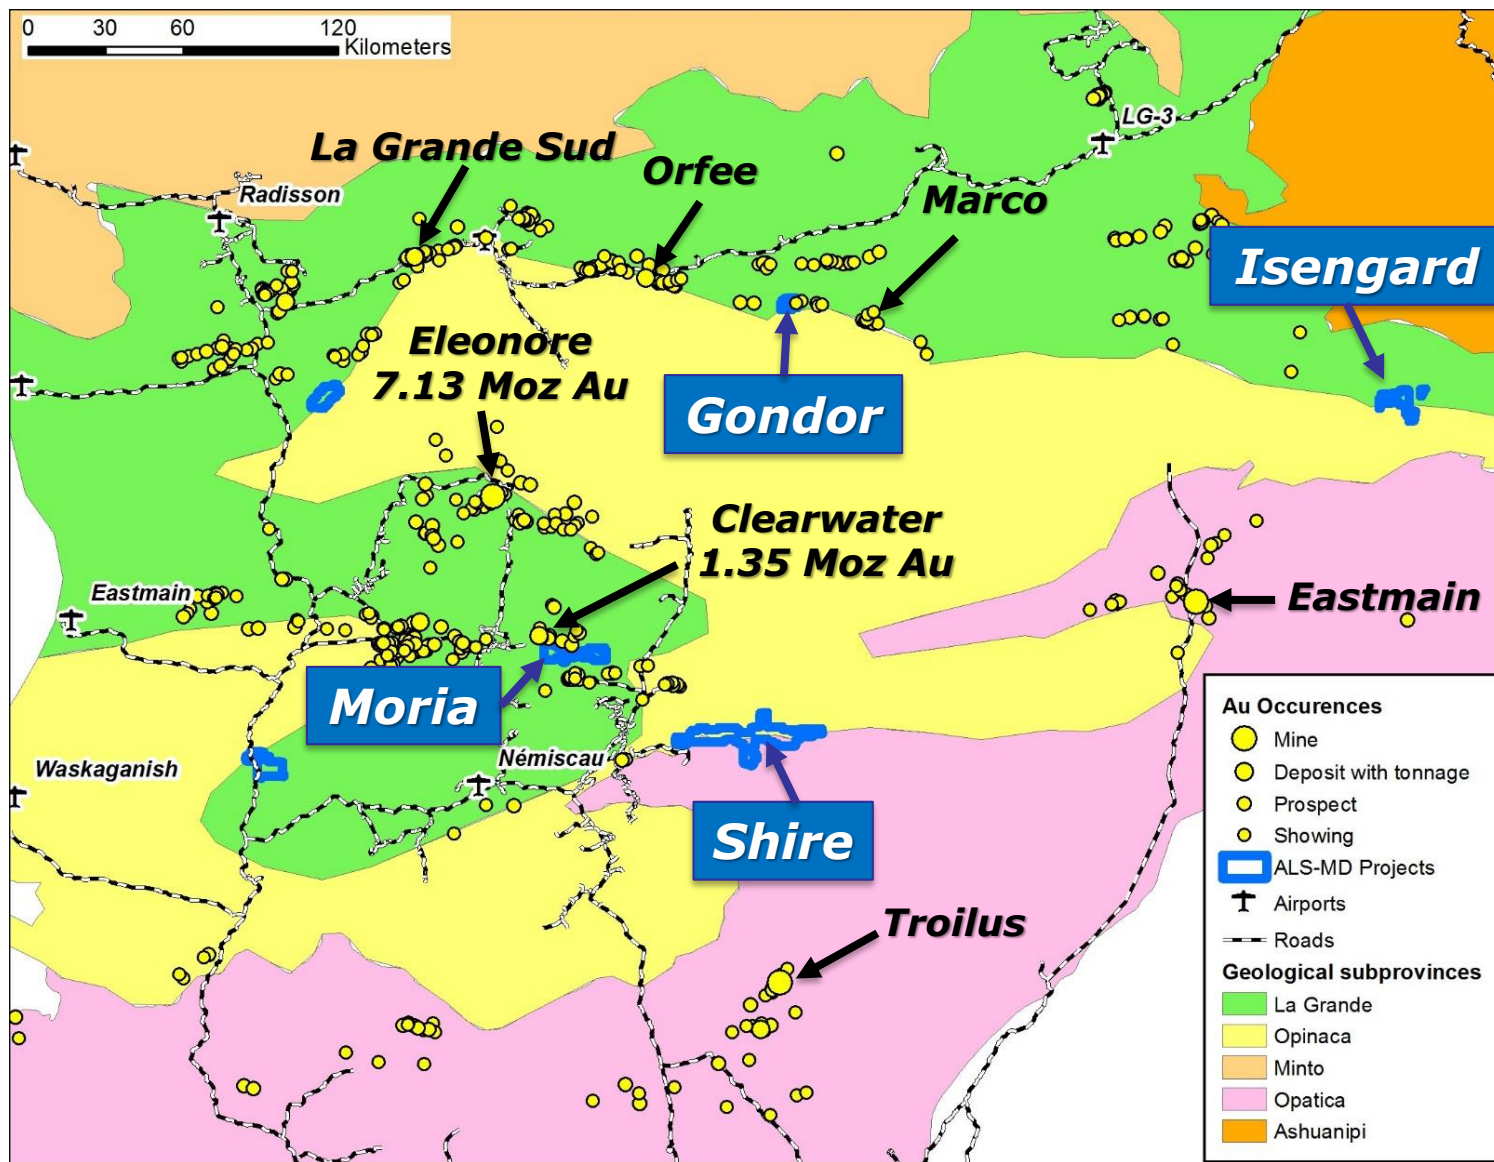 0 30 60 120
Kilometers
LG-3
La Grande Sud
Orfee
Radisson
Marco
Isengard
Eleonore
7.13 Moz Au
Gondor
Clearwater
1.35 Moz Au
Eastmain
Eastmain
Moria
Waskaganish
Némiscau
Shire
Troilus
Au Occurences
Mine
Deposit with tonnage
Prospect
Showing
ALS-MD Projects
Airports
Roads
Geological subprovinces
La Grande
Opinaca
Minto
Opatica
Ashuanipi